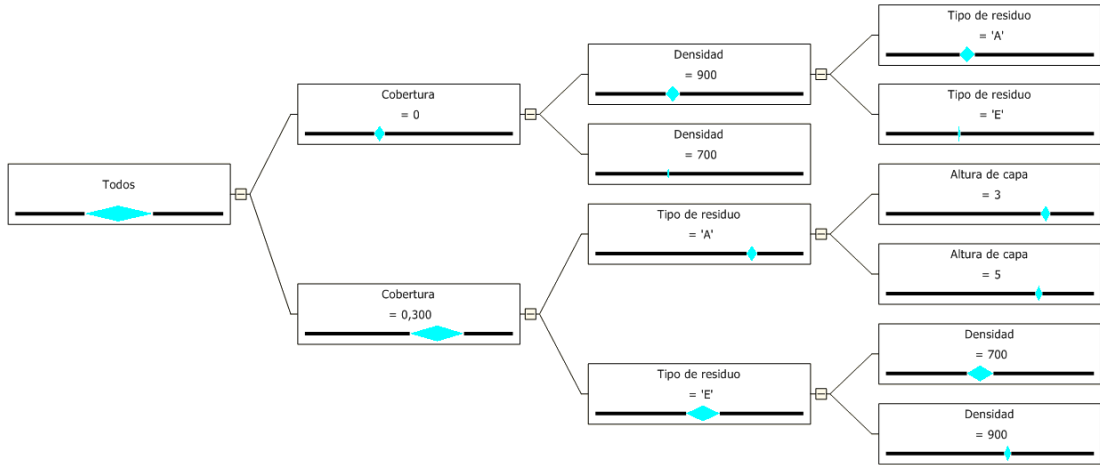 Todos
Cobertura
= 0
Cobertura
= 0,300
Densidad
= 900
Densidad
= 700
Tipo de residuo
= 'A'
Tipo de residuo
= 'E'
Tipo de residuo
= 'A'
Tipo de residuo
= 'E'
Altura de capa
= 3
Altura de capa
= 5
Densidad
= 700
Densidad
= 900